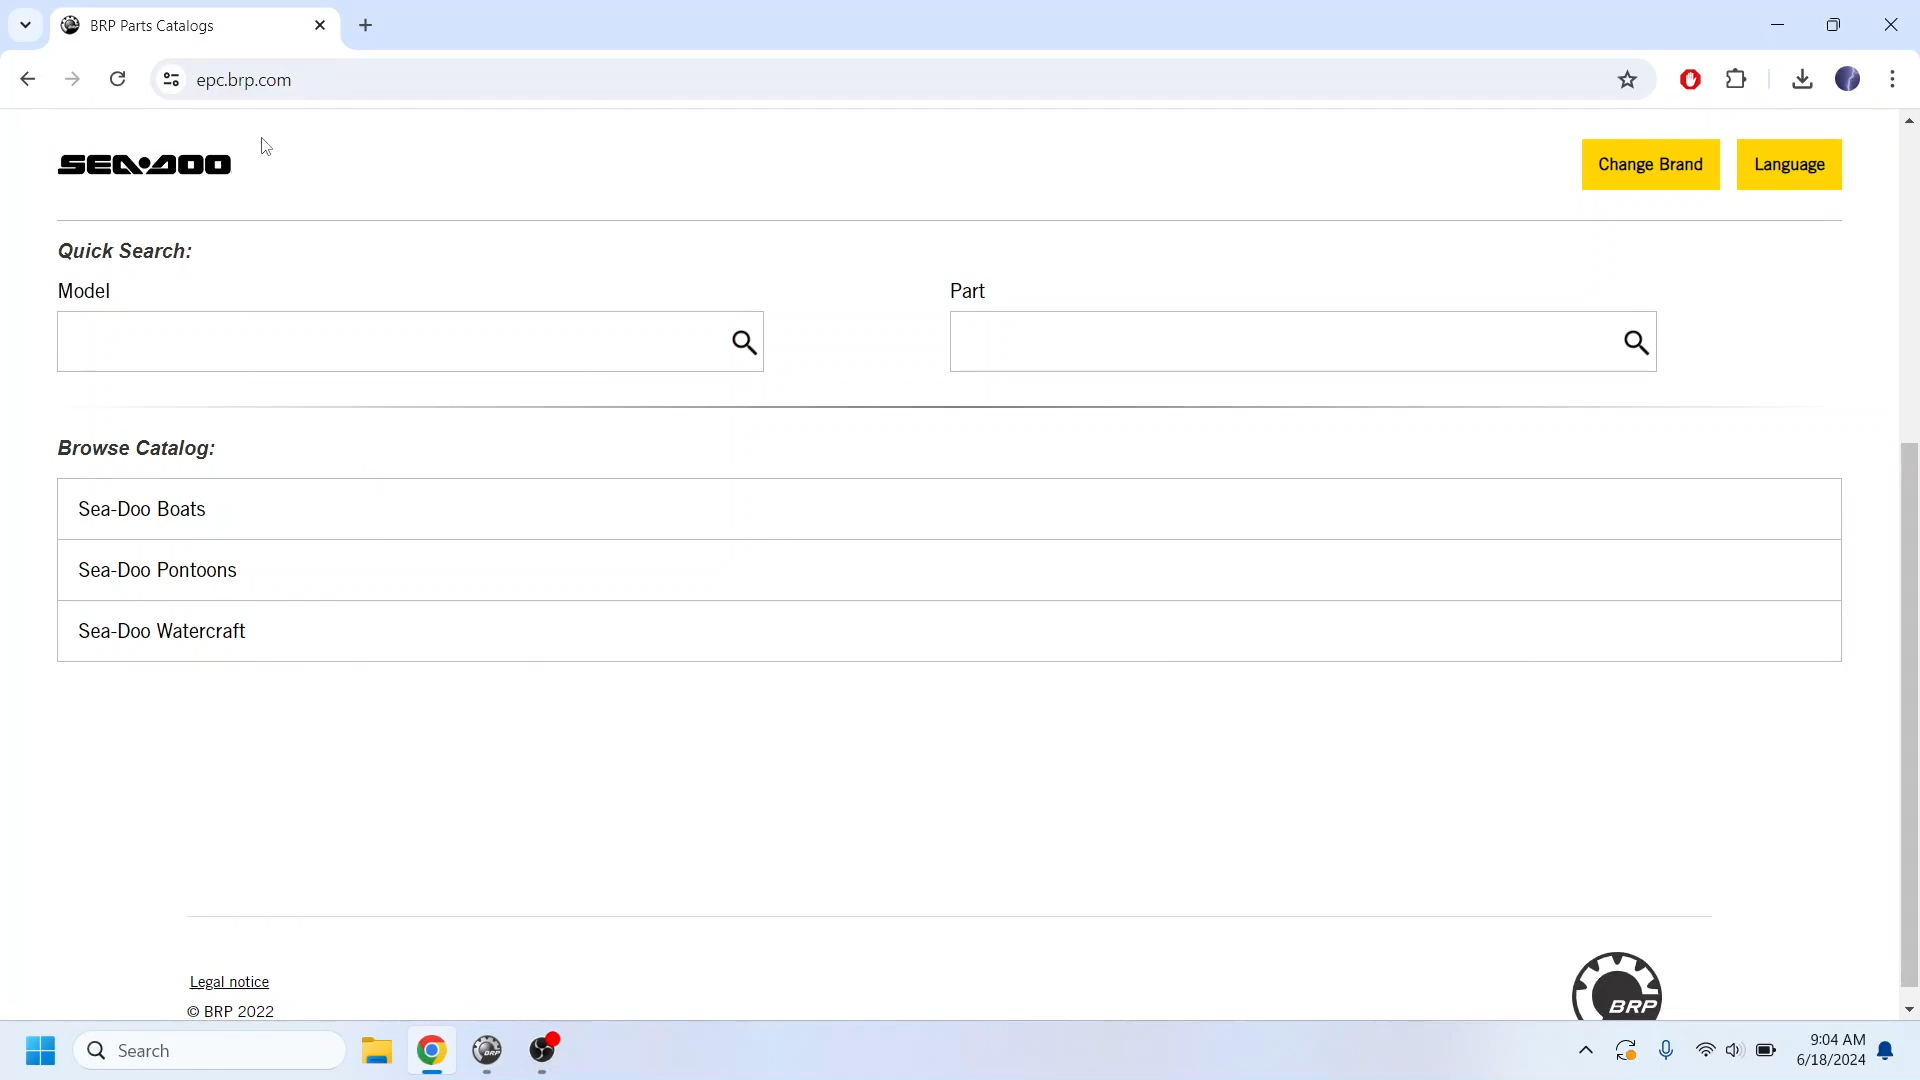 BRP Parts Catalogs
epc.brp.com
SEA-DOO
Change Brand
Language
Quick Search:
Model
Part
Browse Catalog:
Sea-Doo Boats
Sea-Doo Pontoons
Sea-Doo Watercraft
Legal notice
© BRP 2022
BRP
Search
BRP
9:04 AM
6/18/2024